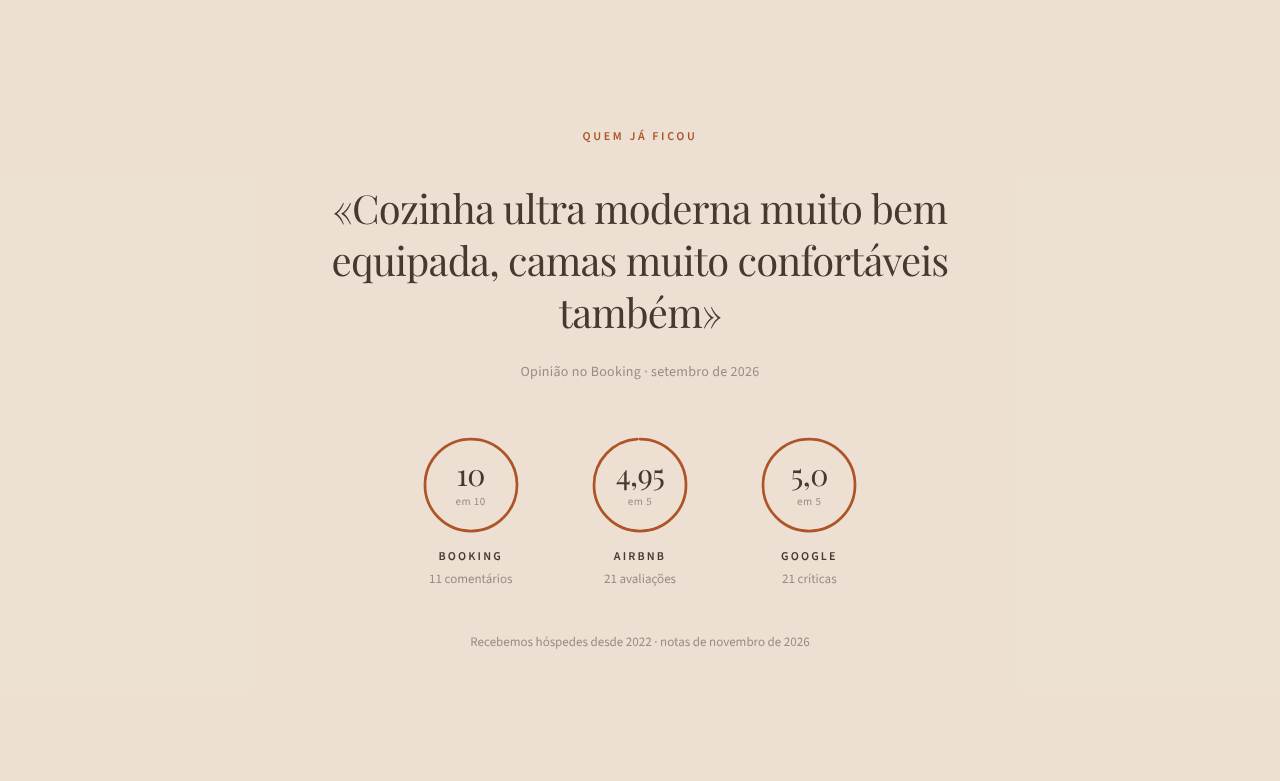 QUEM JÁ FICOU
«Cozinha ultra moderna muito bem
equipada, camas muito confortáveis
também»
Opinião no Booking · setembro de 2026
10
em 10
BOOKING
11 comentários
4,95
em 5
AIRBNB
21 avaliações
5,0
em 5
GOOGLE
21 críticas
Recebemos hóspedes desde 2022 · notas de novembro de 2026